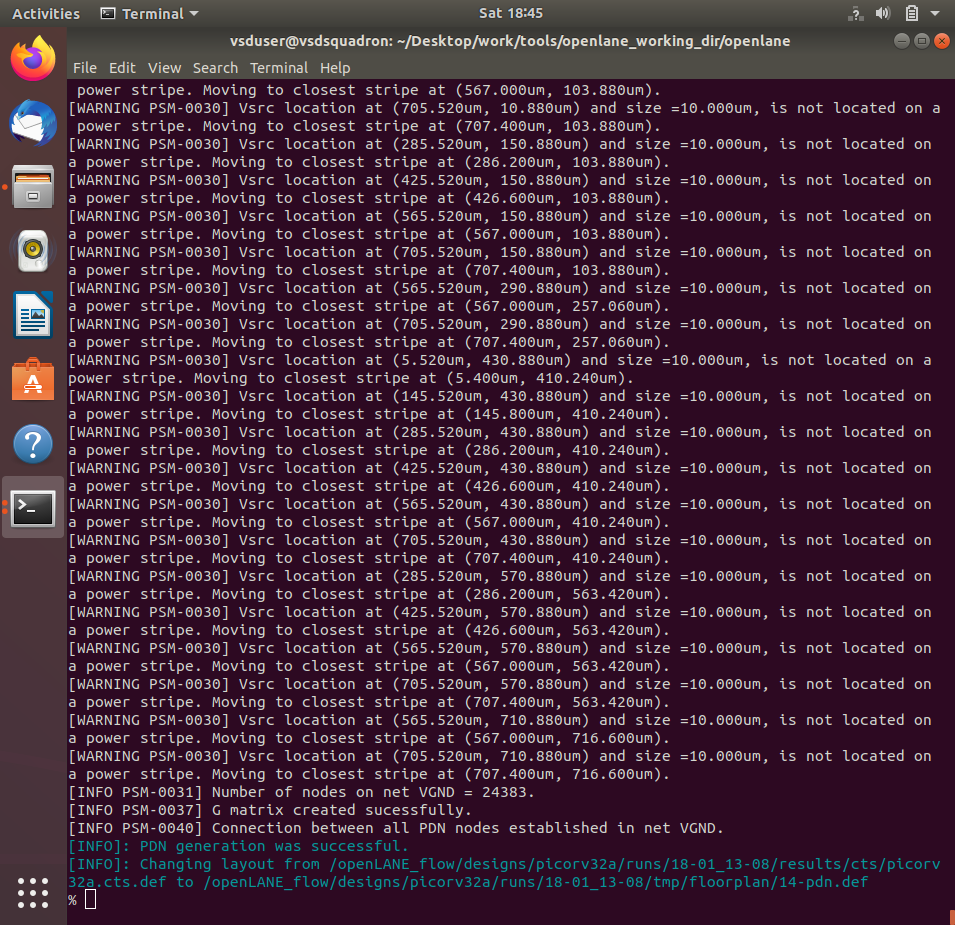 Activities Terminal Sat 18:45
vsduser@vsdsquadron: ~/Desktop/work/tools/openlane_working_dir/openlane
File Edit View Search Terminal Help
 power stripe. Moving to closest stripe at (567.000um, 103.880um).
[WARNING PSM-0030] Vsrc location at (705.520um, 10.880um) and size =10.000um, is not located on a
 power stripe. Moving to closest stripe at (707.400um, 103.880um).
[WARNING PSM-0030] Vsrc location at (285.520um, 150.880um) and size =10.000um, is not located on
a power stripe. Moving to closest stripe at (286.200um, 103.880um).
[WARNING PSM-0030] Vsrc location at (425.520um, 150.880um) and size =10.000um, is not located on
a power stripe. Moving to closest stripe at (426.600um, 103.880um).
[WARNING PSM-0030] Vsrc location at (565.520um, 150.880um) and size =10.000um, is not located on
a power stripe. Moving to closest stripe at (567.000um, 103.880um).
[WARNING PSM-0030] Vsrc location at (705.520um, 150.880um) and size =10.000um, is not located on
a power stripe. Moving to closest stripe at (707.400um, 103.880um).
[WARNING PSM-0030] Vsrc location at (565.520um, 290.880um) and size =10.000um, is not located on
a power stripe. Moving to closest stripe at (567.000um, 257.060um).
[WARNING PSM-0030] Vsrc location at (705.520um, 290.880um) and size =10.000um, is not located on
a power stripe. Moving to closest stripe at (707.400um, 257.060um).
[WARNING PSM-0030] Vsrc location at (5.520um, 430.880um) and size =10.000um, is not located on a
power stripe. Moving to closest stripe at (5.400um, 410.240um).
[WARNING PSM-0030] Vsrc location at (145.520um, 430.880um) and size =10.000um, is not located on
a power stripe. Moving to closest stripe at (145.800um, 410.240um).
[WARNING PSM-0030] Vsrc location at (285.520um, 430.880um) and size =10.000um, is not located on
a power stripe. Moving to closest stripe at (286.200um, 410.240um).
[WARNING PSM-0030] Vsrc location at (425.520um, 430.880um) and size =10.000um, is not located on
a power stripe. Moving to closest stripe at (426.600um, 410.240um).
[WARNING PSM-0030] Vsrc location at (565.520um, 430.880um) and size =10.000um, is not located on
a power stripe. Moving to closest stripe at (567.000um, 410.240um).
[WARNING PSM-0030] Vsrc location at (705.520um, 430.880um) and size =10.000um, is not located on
a power stripe. Moving to closest stripe at (707.400um, 410.240um).
[WARNING PSM-0030] Vsrc location at (285.520um, 570.880um) and size =10.000um, is not located on
a power stripe. Moving to closest stripe at (286.200um, 563.420um).
[WARNING PSM-0030] Vsrc location at (425.520um, 570.880um) and size =10.000um, is not located on
a power stripe. Moving to closest stripe at (426.600um, 563.420um).
[WARNING PSM-0030] Vsrc location at (565.520um, 570.880um) and size =10.000um, is not located on
a power stripe. Moving to closest stripe at (567.000um, 563.420um).
[WARNING PSM-0030] Vsrc location at (705.520um, 570.880um) and size =10.000um, is not located on
a power stripe. Moving to closest stripe at (707.400um, 563.420um).
[WARNING PSM-0030] Vsrc location at (565.520um, 710.880um) and size =10.000um, is not located on
a power stripe. Moving to closest stripe at (567.000um, 716.600um).
[WARNING PSM-0030] Vsrc location at (705.520um, 710.880um) and size =10.000um, is not located on
a power stripe. Moving to closest stripe at (707.400um, 716.600um).
[INFO PSM-0031] Number of nodes on net VGND = 24383.
[INFO PSM-0037] G matrix created sucessfully.
[INFO PSM-0040] Connection between all PDN nodes established in net VGND.
[INFO]: PDN generation was successful.
[INFO]: Changing layout from /openLANE_flow/designs/picorv32a/runs/18-01_13-08/results/cts/picorv
32a.cts.def to /openLANE_flow/designs/picorv32a/runs/18-01_13-08/tmp/floorplan/14-pdn.def
%